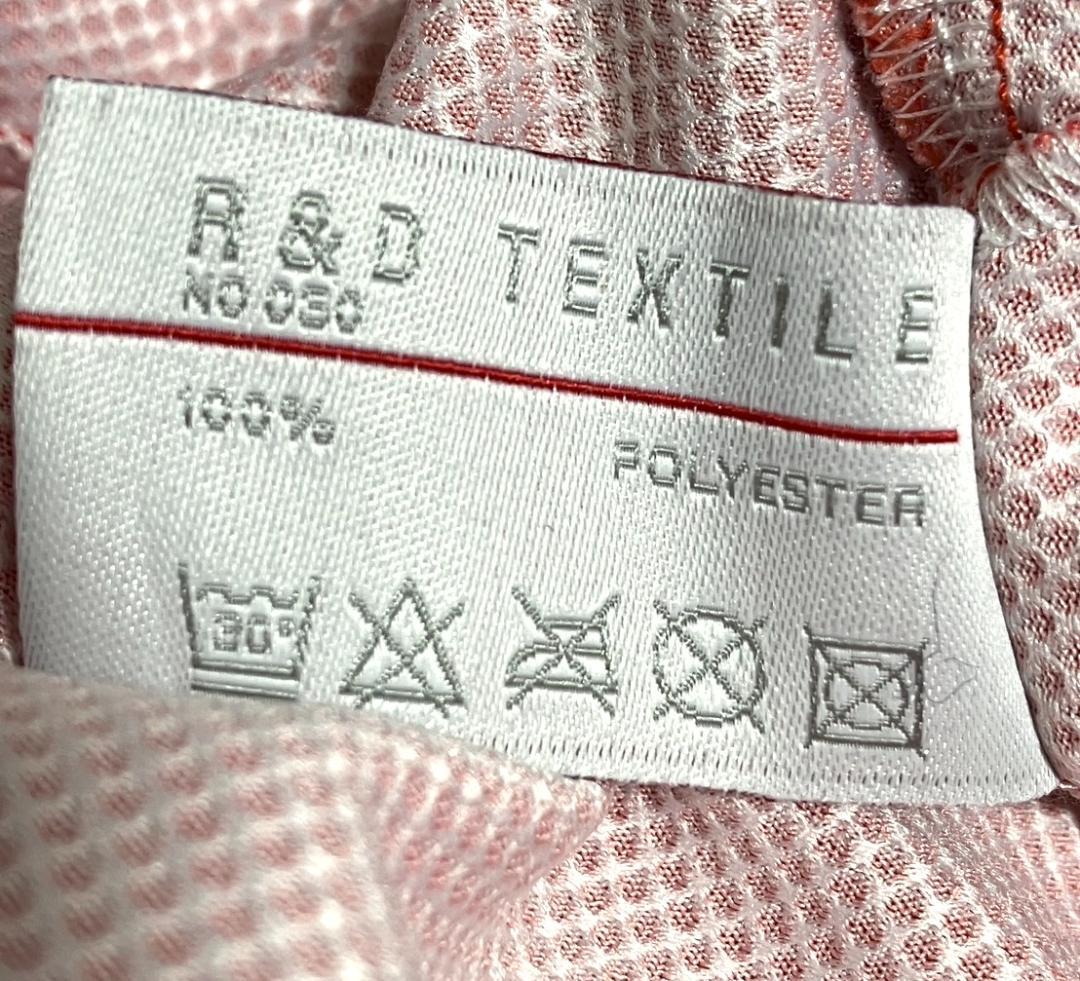 R & D TEXTILE
NO 030
100%
POLYESTER
30°